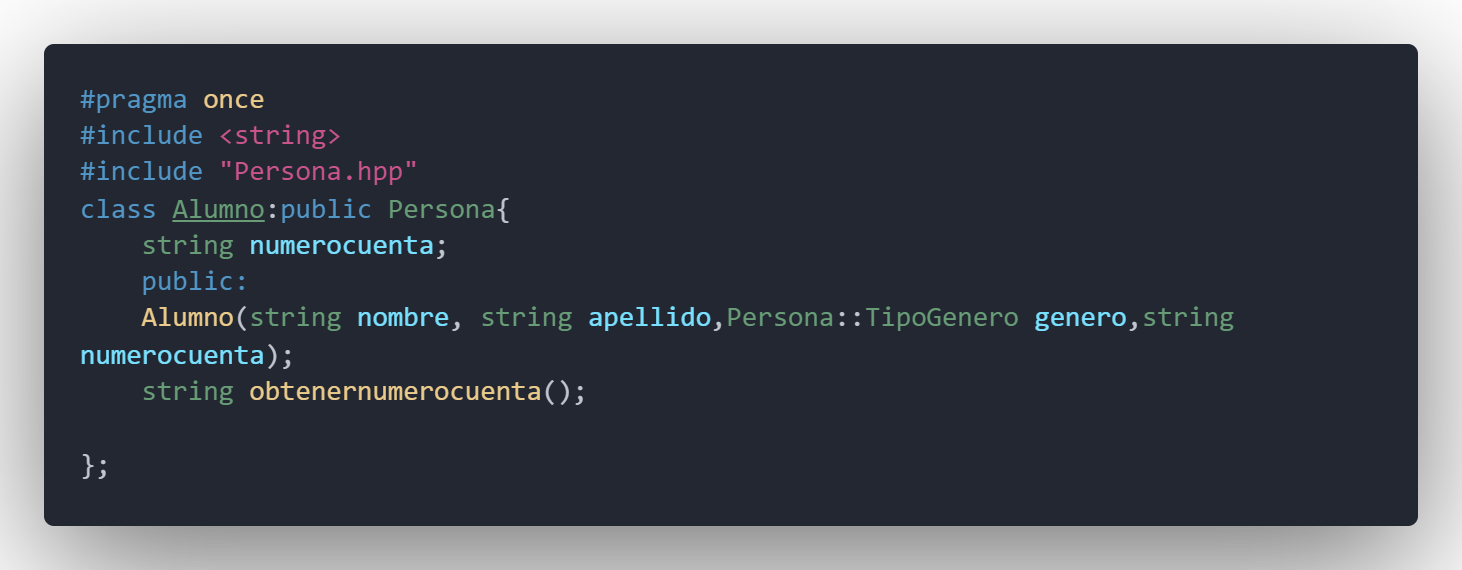 #pragma once
#include <string>
#include "Persona.hpp"
class Alumno:public Persona{
    string numerocuenta;
    public:
    Alumno(string nombre, string apellido,Persona::TipoGenero genero,string
numerocuenta);
    string obtenernumerocuenta();

};